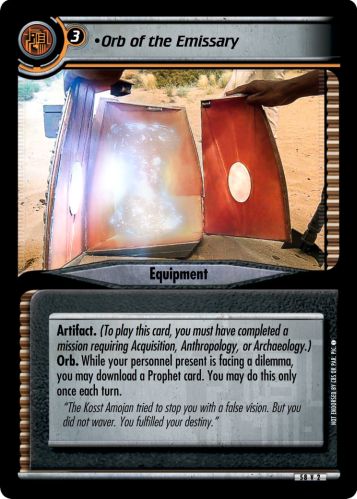 3
•Orb of the Emissary
Equipment
Artifact. (To play this card, you must have completed a
mission requiring Acquisition, Anthropology, or Archaeology.)
Orb. While your personnel present is facing a dilemma,
you may download a Prophet card. You may do this only
once each turn.
"The Kosst Amojan tried to stop you with a false vision. But you
did not waver. You fulfilled your destiny."
NOT ENDORSED BY CBS OR PAR. PIC.
58 V 2